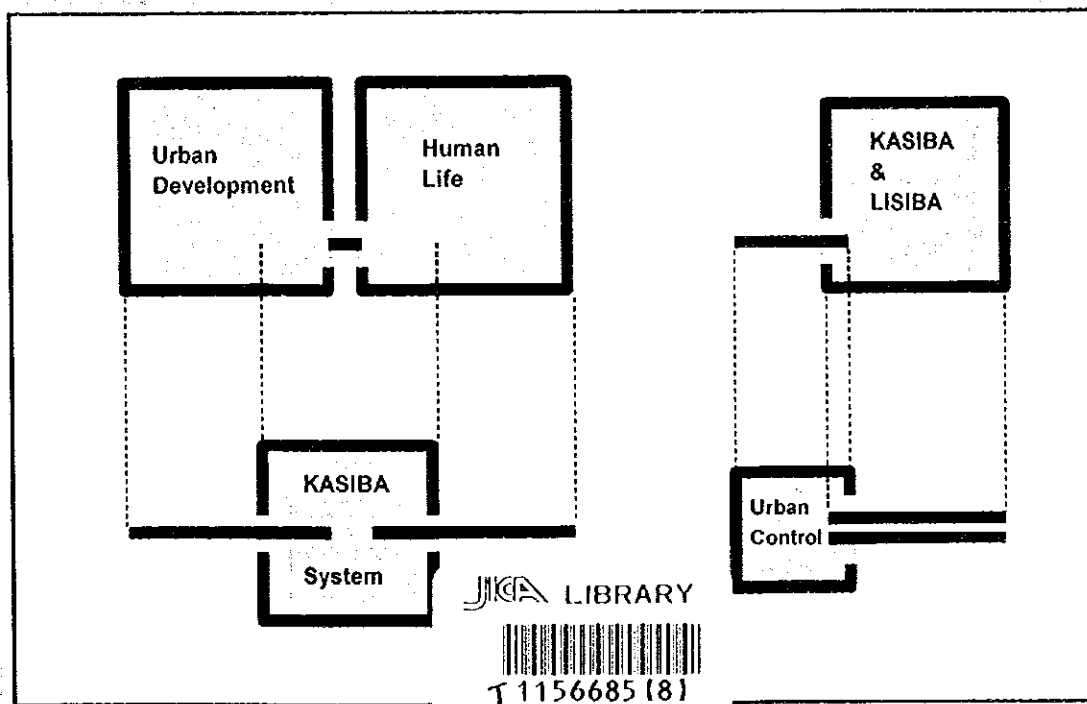 Urban
Development
Human
Life
KASIBA
&
LISIBA
KASIBA
System
Urban
Control
JICA LIBRARY
1156685(8)